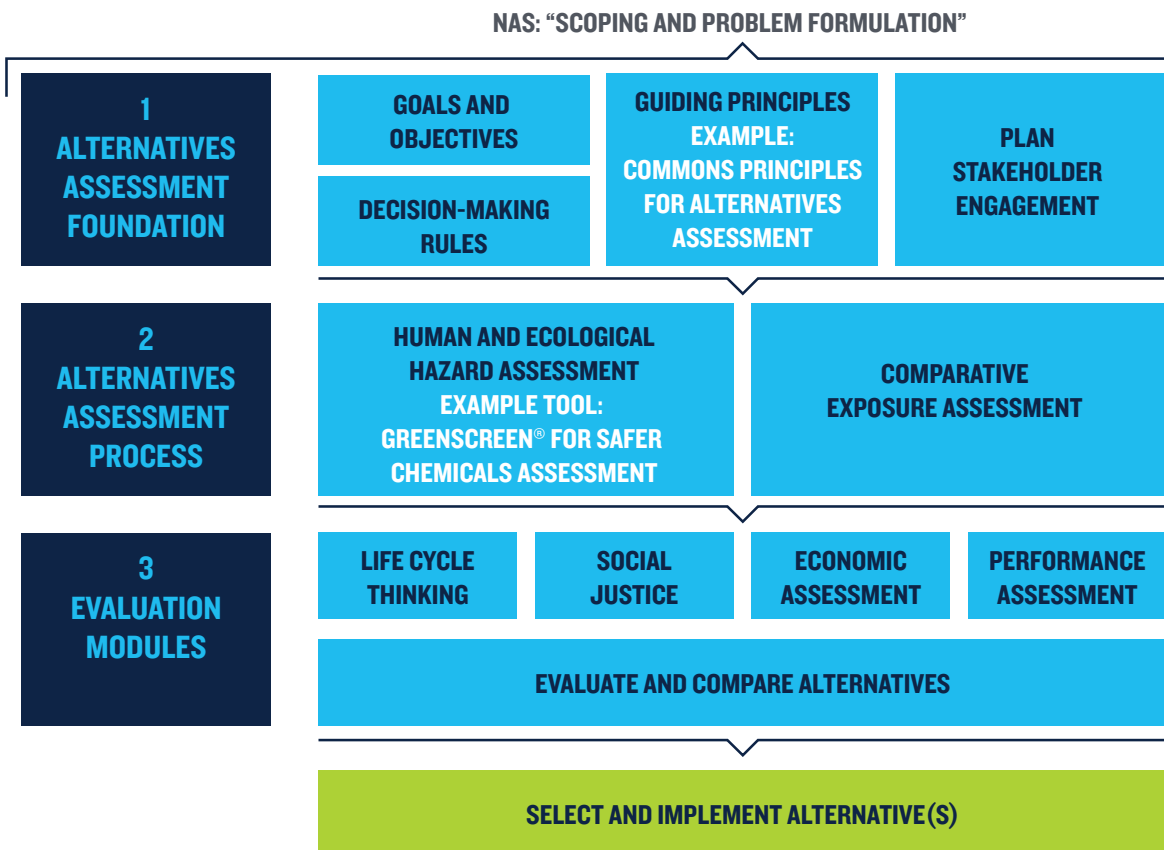 NAS: “SCOPING AND PROBLEM FORMULATION”
1
ALTERNATIVES
ASSESSMENT
FOUNDATION
GOALS AND
OBJECTIVES
DECISION-MAKING
RULES
GUIDING PRINCIPLES
EXAMPLE:
COMMONS PRINCIPLES
FOR ALTERNATIVES
ASSESSMENT
PLAN
STAKEHOLDER
ENGAGEMENT
2
ALTERNATIVES
ASSESSMENT
PROCESS
HUMAN AND ECOLOGICAL
HAZARD ASSESSMENT
EXAMPLE TOOL:
GREENSCREEN® FOR SAFER
CHEMICALS ASSESSMENT
COMPARATIVE
EXPOSURE ASSESSMENT
3
EVALUATION
MODULES
LIFE CYCLE
THINKING
SOCIAL
JUSTICE
ECONOMIC
ASSESSMENT
PERFORMANCE
ASSESSMENT
EVALUATE AND COMPARE ALTERNATIVES
SELECT AND IMPLEMENT ALTERNATIVE(S)